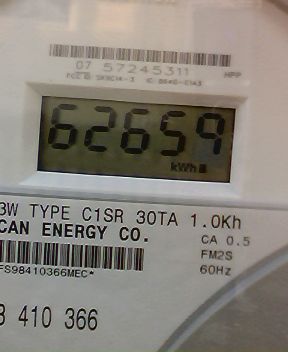 07 57245311
HPP
62659
kWh
3W TYPE C1SR 30TA 1.0Kh
CAN ENERGY CO.
CA 0.5
FM2S
60Hz
FS98410366MEC*
410 366